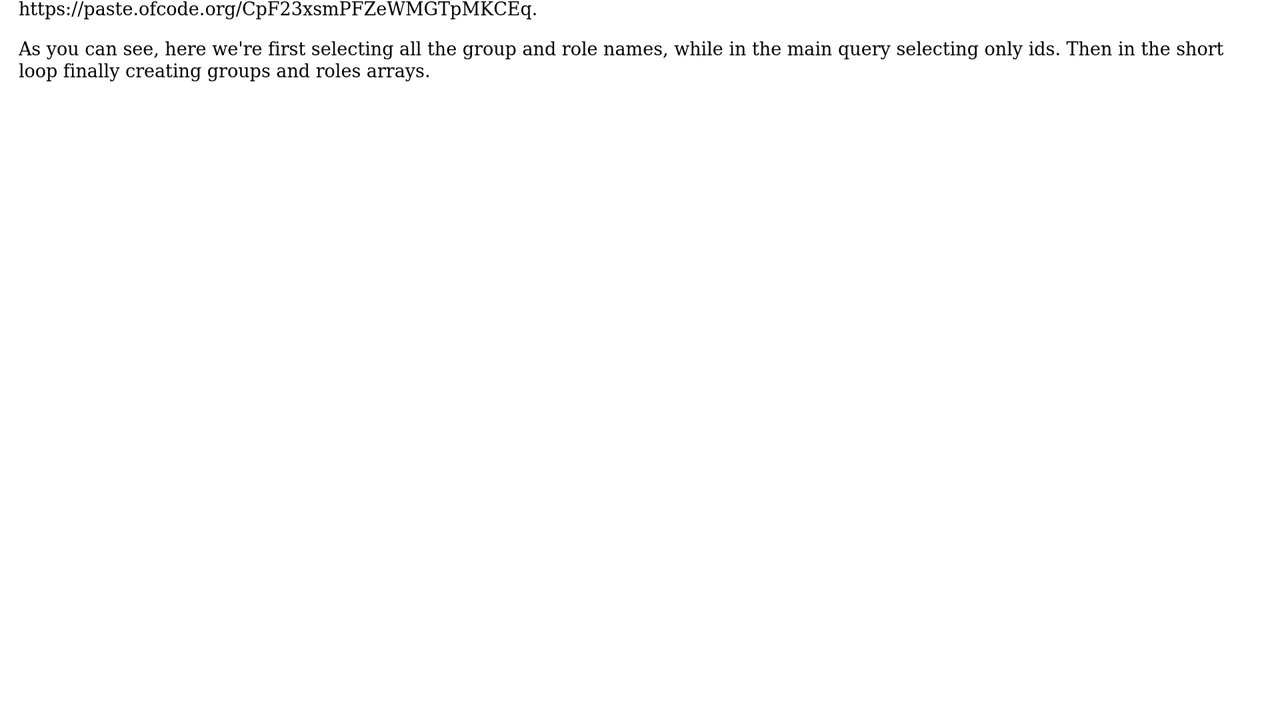 https://paste.ofcode.org/CpF23xsmPFZeWMGTpMKCEq.
As you can see, here we're first selecting all the group and role names, while in the main query selecting only ids. Then in the short
loop finally creating groups and roles arrays.